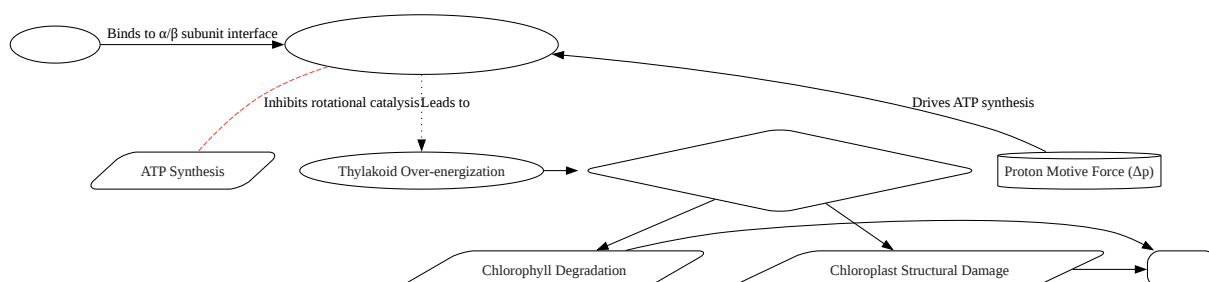 Binds to α/β subunit interface
Inhibits rotational catalysis
Leads to
Drives ATP synthesis
ATP Synthesis
Thylakoid Over-energization
Proton Motive Force (Δp)
Chlorophyll Degradation
Chloroplast Structural Damage